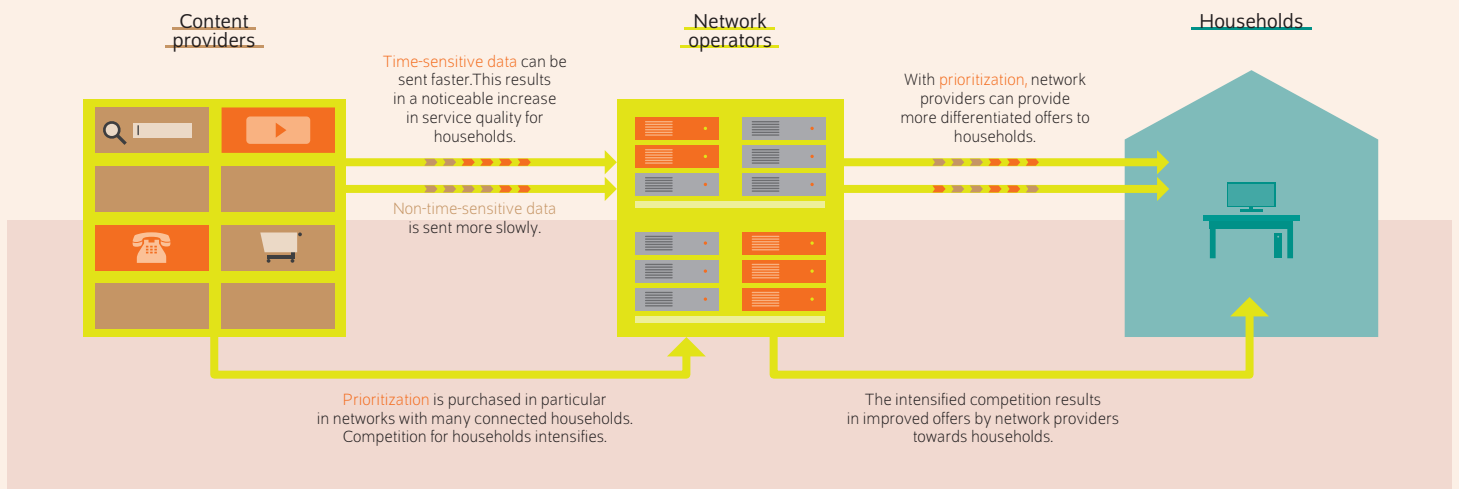 Content
providers
Network
operators
Households
Time-sensitive data can be
sent faster.This results
in a noticeable increase
in service quality for
households.
With prioritization, network
providers can provide
more differentiated offers to
households.
Non-time-sensitive data
is sent more slowly.
Prioritization is purchased in particular
in networks with many connected households.
Competition for households intensifies.
The intensified competition results
in improved offers by network providers
towards households.